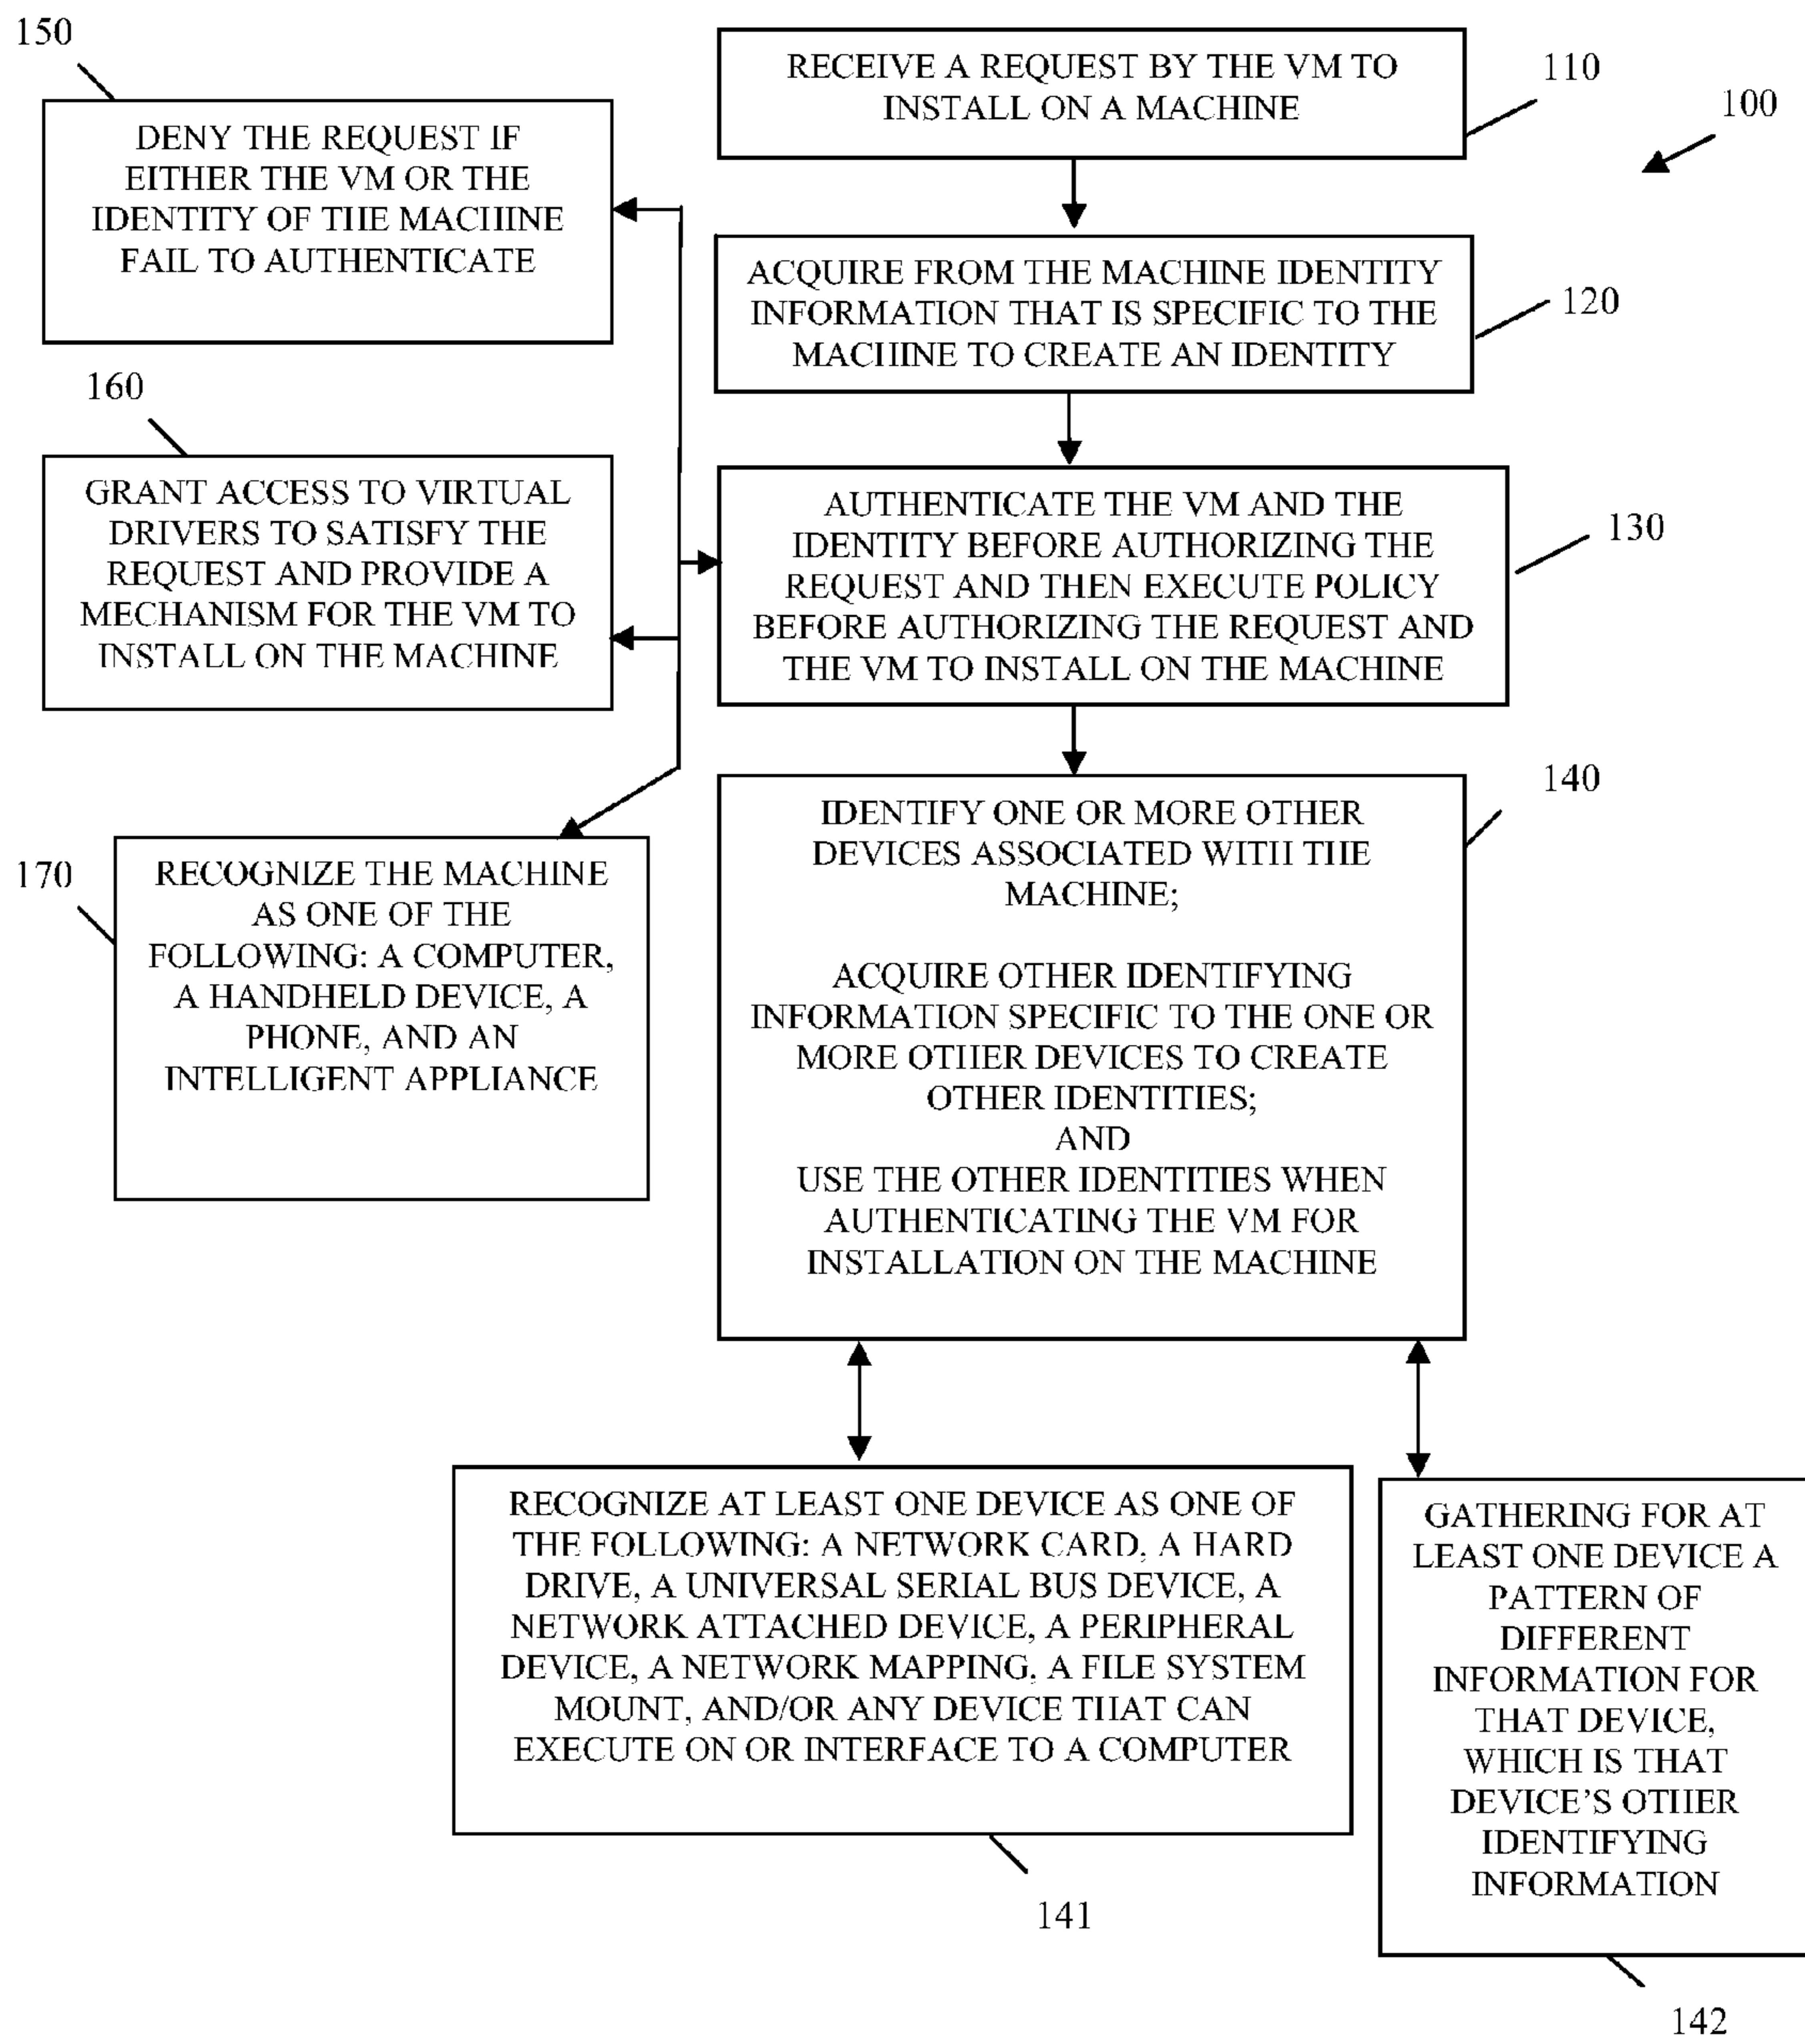 150
RECEIVE A REQUEST BY THE VM TO
INSTALL ON A MACHINE
110
100
DENY THE REQUEST IF
EITHER THE VM OR THE
IDENTITY OF THE MACHINE
FAIL TO AUTHENTICATE
ACQUIRE FROM THE MACHINE IDENTITY
INFORMATION THAT IS SPECIFIC TO THE
MACHINE TO CREATE AN IDENTITY
120
160
GRANT ACCESS TO VIRTUAL
DRIVERS TO SATISFY THE
REQUEST AND PROVIDE A
MECHANISM FOR THE VM TO
INSTALL ON THE MACHINE
AUTHENTICATE THE VM AND THE
IDENTITY BEFORE AUTHORIZING THE
REQUEST AND THEN EXECUTE POLICY
BEFORE AUTHORIZING THE REQUEST AND
THE VM TO INSTALL ON THE MACHINE
130
140
170
RECOGNIZE THE MACHINE
AS ONE OF THE
FOLLOWING: A COMPUTER,
A HANDHELD DEVICE, A
PHONE, AND AN
INTELLIGENT APPLIANCE
IDENTIFY ONE OR MORE OTHER
DEVICES ASSOCIATED WITH THE
MACHINE;
ACQUIRE OTHER IDENTIFYING
INFORMATION SPECIFIC TO THE ONE OR
MORE OTHER DEVICES TO CREATE
OTHER IDENTITIES;
AND
USE THE OTHER IDENTITIES WHEN
AUTHENTICATING THE VM FOR
INSTALLATION ON THE MACHINE
RECOGNIZE AT LEAST ONE DEVICE AS ONE OF
THE FOLLOWING: A NETWORK CARD, A HARD
DRIVE, A UNIVERSAL SERIAL BUS DEVICE, A
NETWORK ATTACHED DEVICE, A PERIPHERAL
DEVICE, A NETWORK MAPPING, A FILE SYSTEM
MOUNT, AND/OR ANY DEVICE THAT CAN
EXECUTE ON OR INTERFACE TO A COMPUTER
141
GATHERING FOR AT
LEAST ONE DEVICE A
PATTERN OF
DIFFERENT
INFORMATION FOR
THAT DEVICE,
WHICH IS THAT
DEVICE'S OTHER
IDENTIFYING
INFORMATION
142